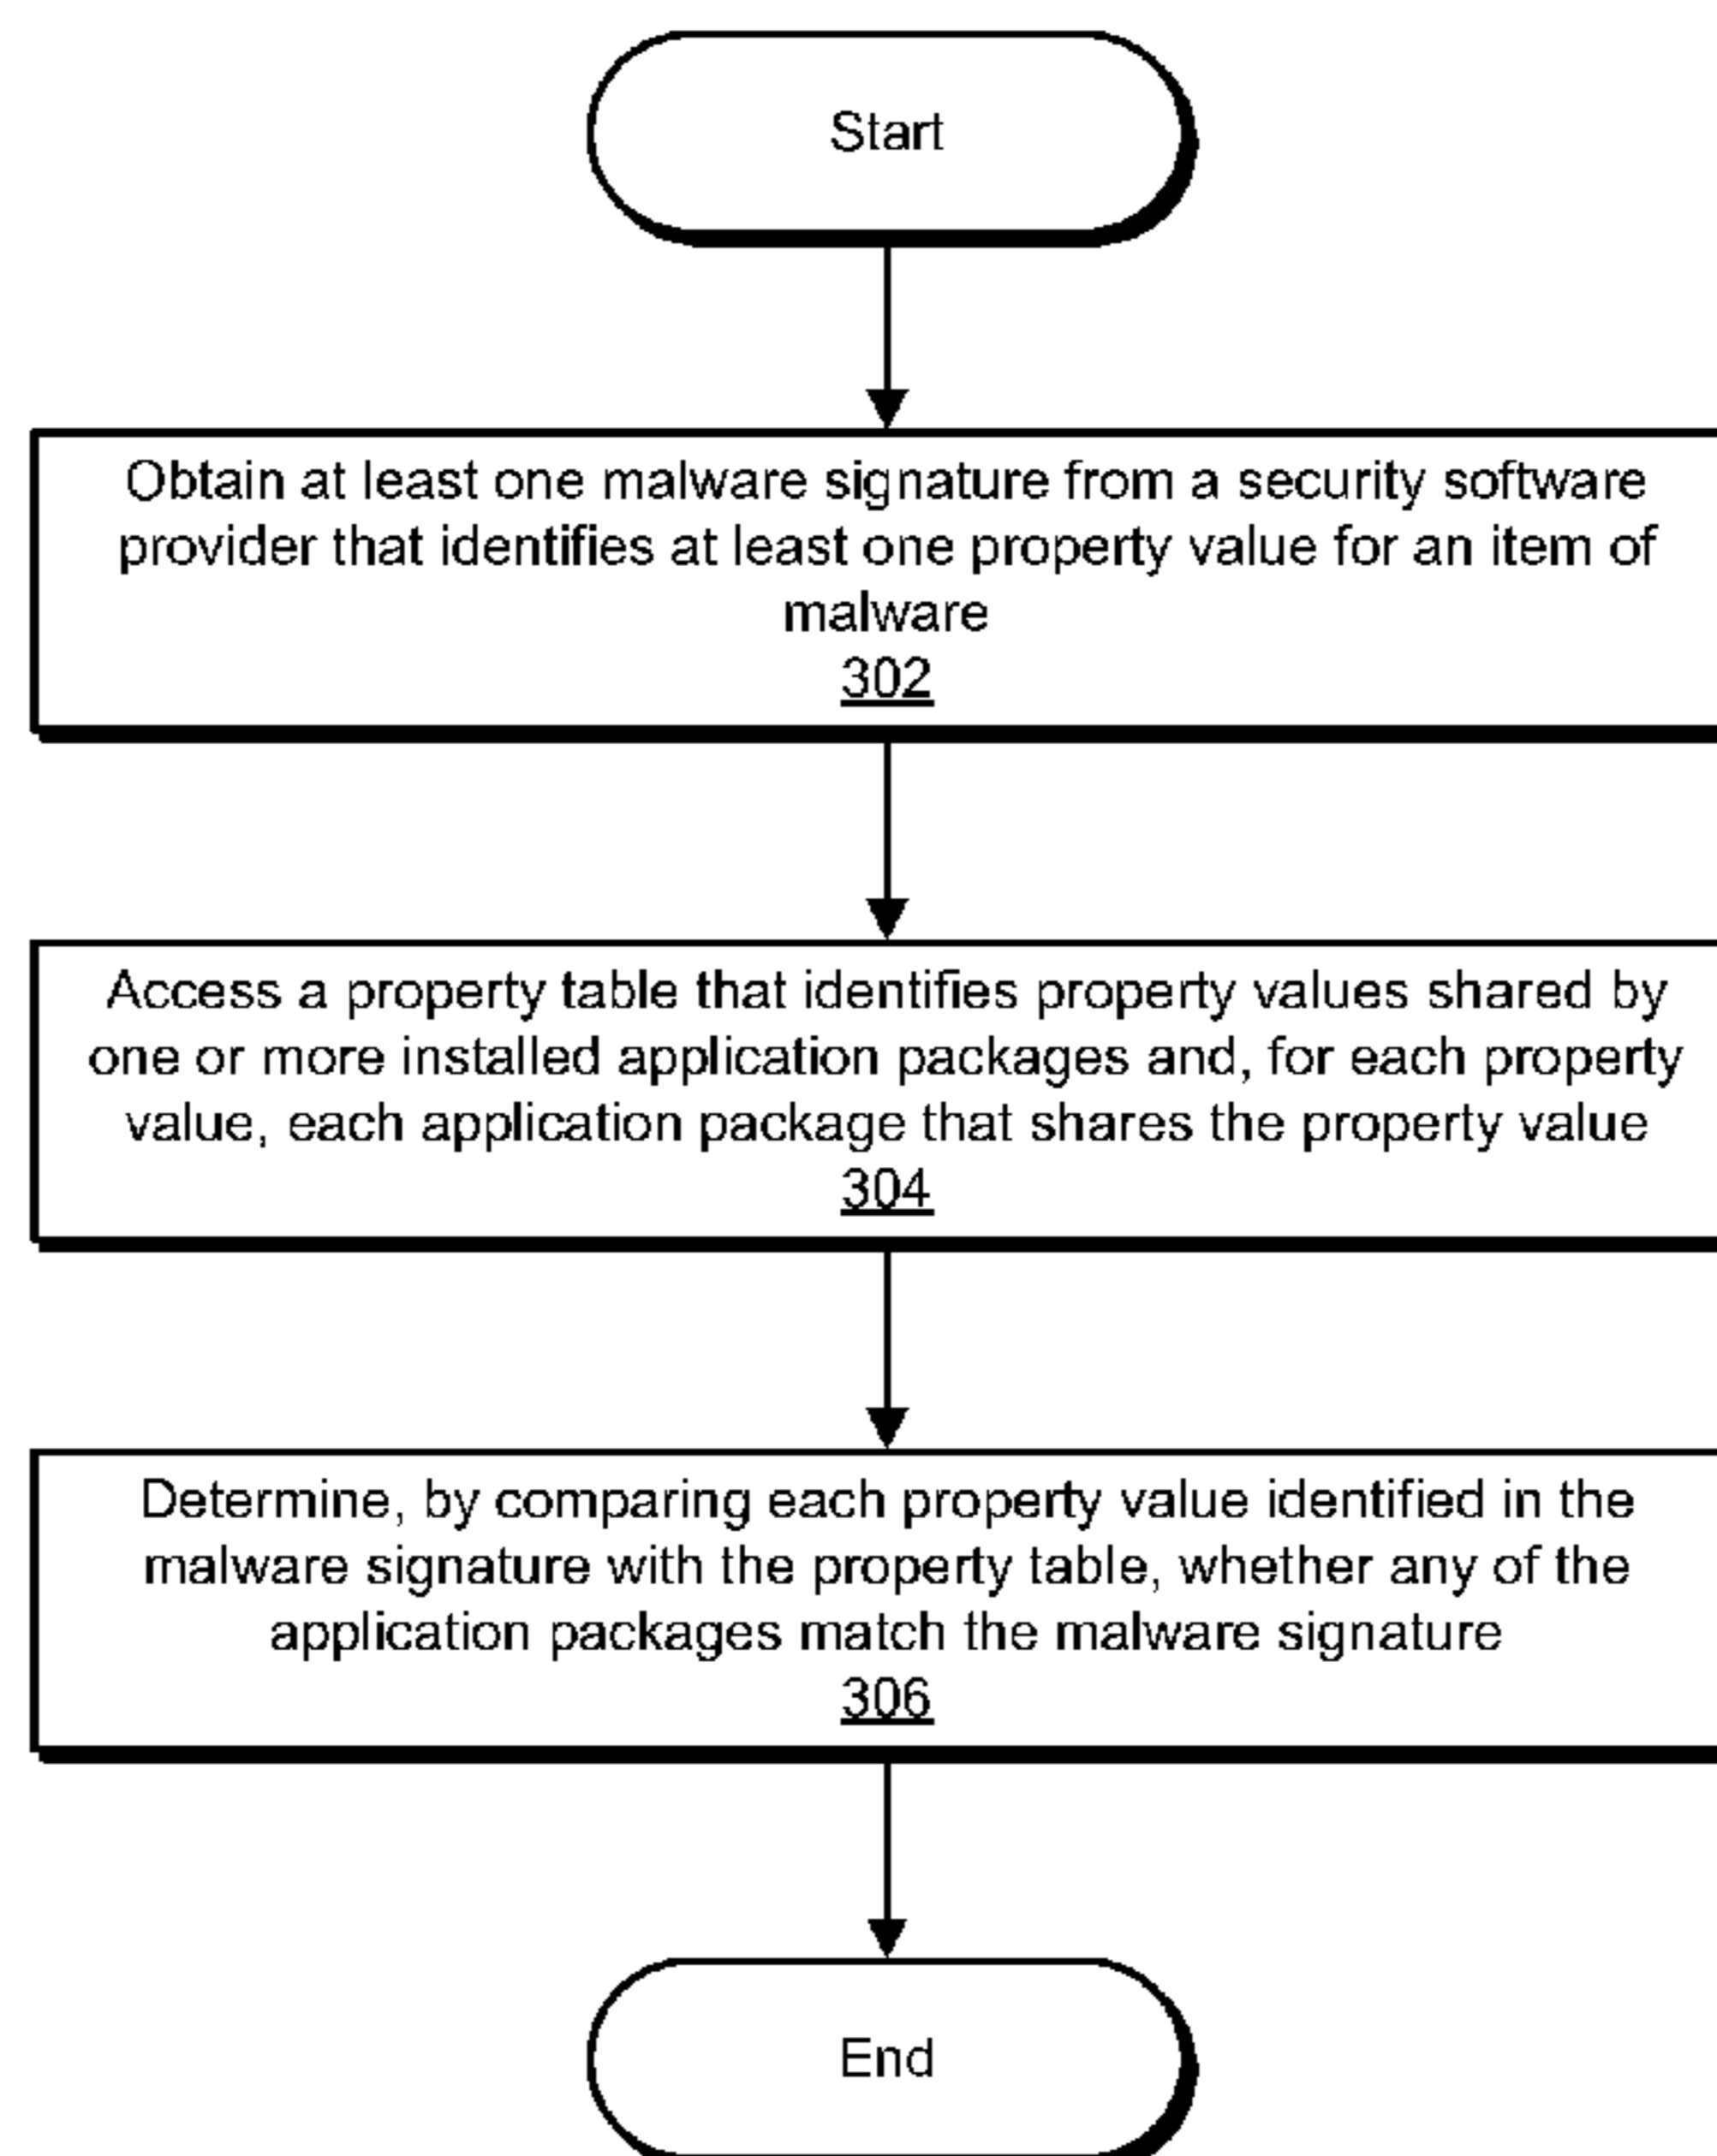 Start
Obtain at least one malware signature from a security software
provider that identifies at least one property value for an item of
malware
302
Access a property table that identifies property values shared by
one or more installed application packages and, for each property
value, each application package that shares the property value
304
Determine, by comparing each property value identified in the
malware signature with the property table, whether any of the
application packages match the malware signature
306
End